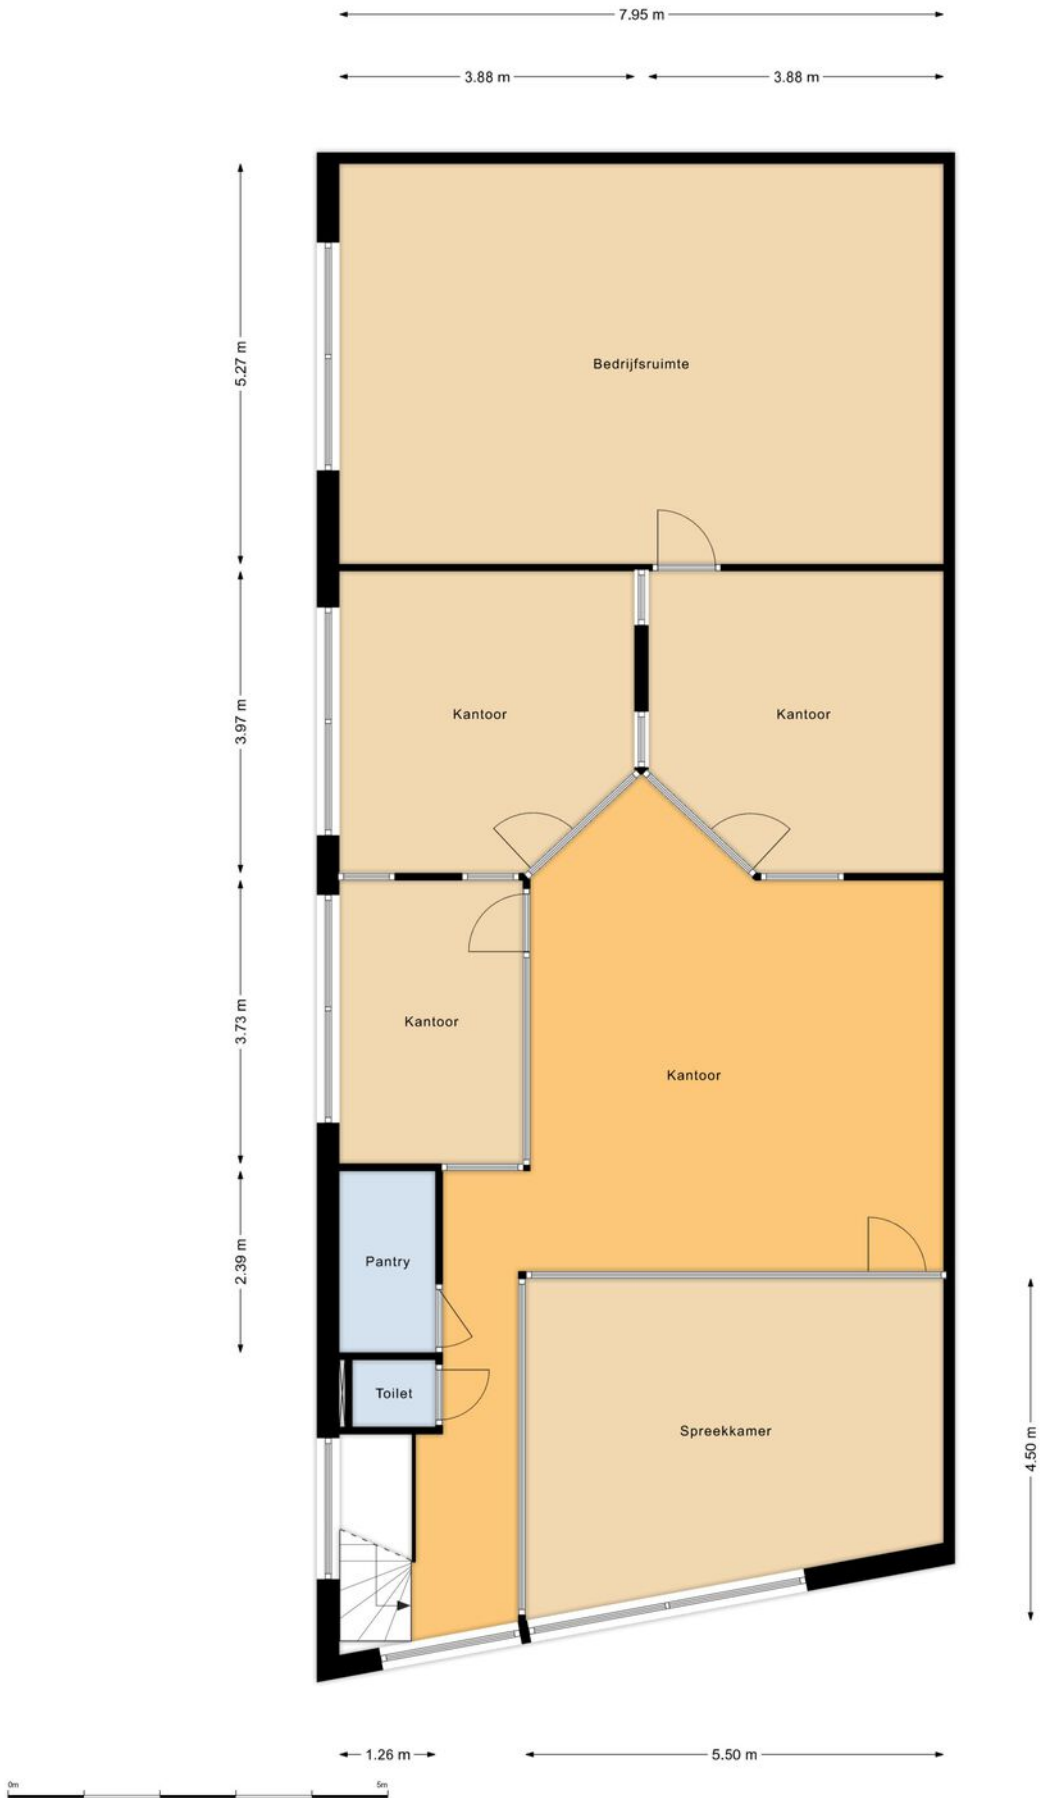 7.95 m
3.88 m
3.88 m
5.27 m
Bedrijfsruimte
3.97 m
Kantoor
Kantoor
3.73 m
Kantoor
Kantoor
2.39 m
Pantry
Toilet
Spreekkamer
4.50 m
1.26 m
5.50 m
0m
5m